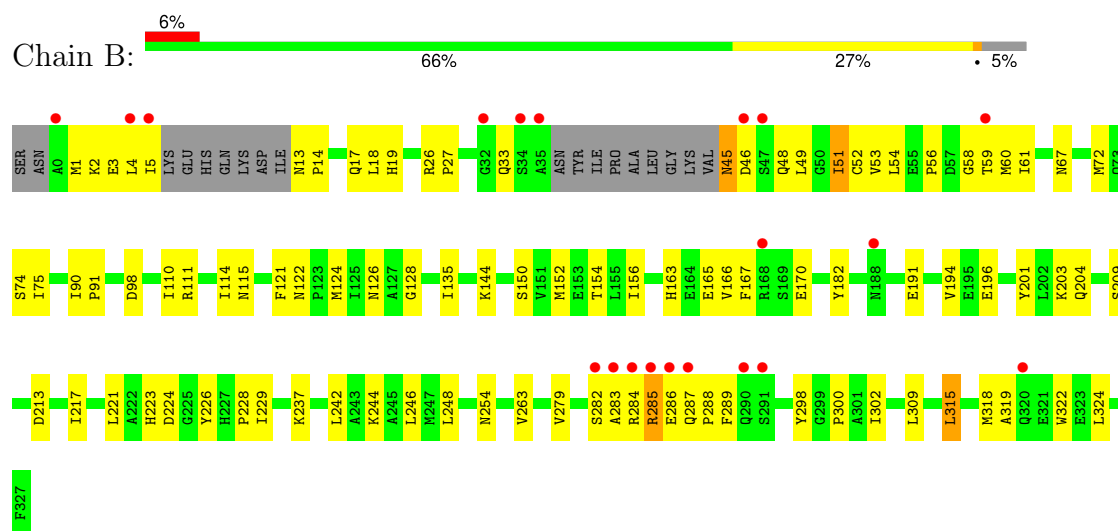 6%
Chain B:
66% 27% • 5%
SER ASN A0 M1 K2 E3 L4 I5 LYS GLU HIS GLN LYS ASP ILE N13 P14 Q17 L18 H19 R26 P27 G32 Q33 S34 A35 ASN TYR ILE PRO ALA LEU GLY LYS VAL N45 D46 S47 Q48 L49 G50 I51 C52 V53 L54 E55 P56 D57 G58 T59 M60 I61 N67 M72 Q73
S74 I75 I90 P91 D98 I110 R111 I114 N115 F121 N122 P123 M124 I125 N126 A127 G128 I135 K144 S150 V151 M152 E153 T154 L155 I156 H163 E164 E165 V166 F167 R168 S169 E170 Y182 N188 E191 V194 E195 E196 Y201 L202 K203 Q204 S209
D213 I217 L221 A222 H223 D224 G225 Y226 H227 P228 I229 K237 L242 A243 K244 A245 L246 M247 L248 N254 V263 V279 S282 A283 R284 R285 E286 Q287 P288 F289 Q290 S291 Y298 G299 P300 A301 I302 L309 L315 M318 A319 Q320 E321 W322 E323 L324
F327